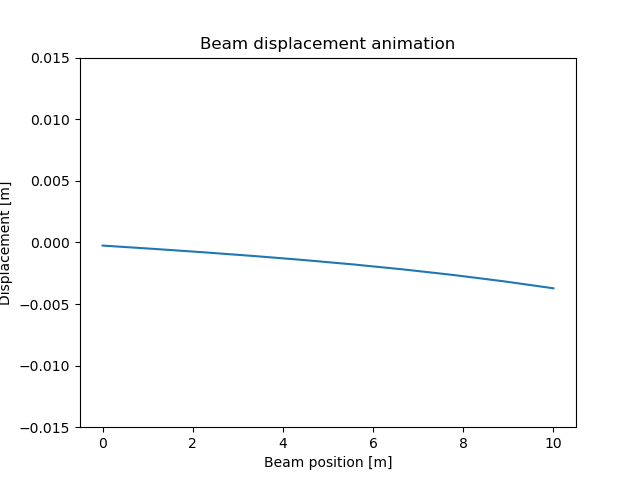 Beam displacement animation
Displacement [m]
0.015
0.010
0.005
0.000
−0.005
−0.010
−0.015
0 2 4 6 8 10
Beam position [m]